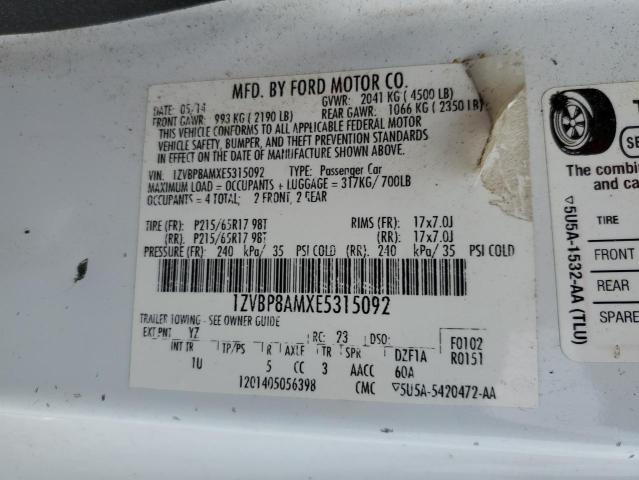 MFD. BY FORD MOTOR CO.
DATE: 05/14 GVWR: 2041 KG ( 4500 LB)
FRONT GAWR: 993 KG ( 2190 LB) REAR GAWR: 1066 KG ( 2350 LB)
THIS VEHICLE CONFORMS TO ALL APPLICABLE FEDERAL MOTOR
VEHICLE SAFETY, BUMPER, AND THEFT PREVENTION STANDARDS
IN EFFECT ON THE DATE OF MANUFACTURE SHOWN ABOVE.
VIN: 1ZVBP8AMXE5315092 TYPE: Passenger Car
MAXIMUM LOAD = OCCUPANTS + LUGGAGE = 317KG/ 700LB
OCCUPANTS = 4 TOTAL; 2 FRONT, 2 REAR
TIRE (FR): P215/65R17 98T RIMS (FR): 17x7.0J
(RR): P215/65R17 98T (RR): 17x7.0J
PRESSURE (FR): 240 kPa/ 35 PSI COLD (RR): 240 kPa/ 35 PSI COLD
1ZVBP8AMXE5315092
TRAILER TOWING - SEE OWNER GUIDE
EXT PNT YZ RC: 23 DSO: F0102
INT TR TP/PS R AXLE TR SPR DZF1A R0151
1U 5 CC 3 AACC 60A
1201405056398 CMC 5U5A-5420472-AA
5U5A-1532-AA (TLU)
The combin
and ca
TIRE
FRONT
REAR
SPARE